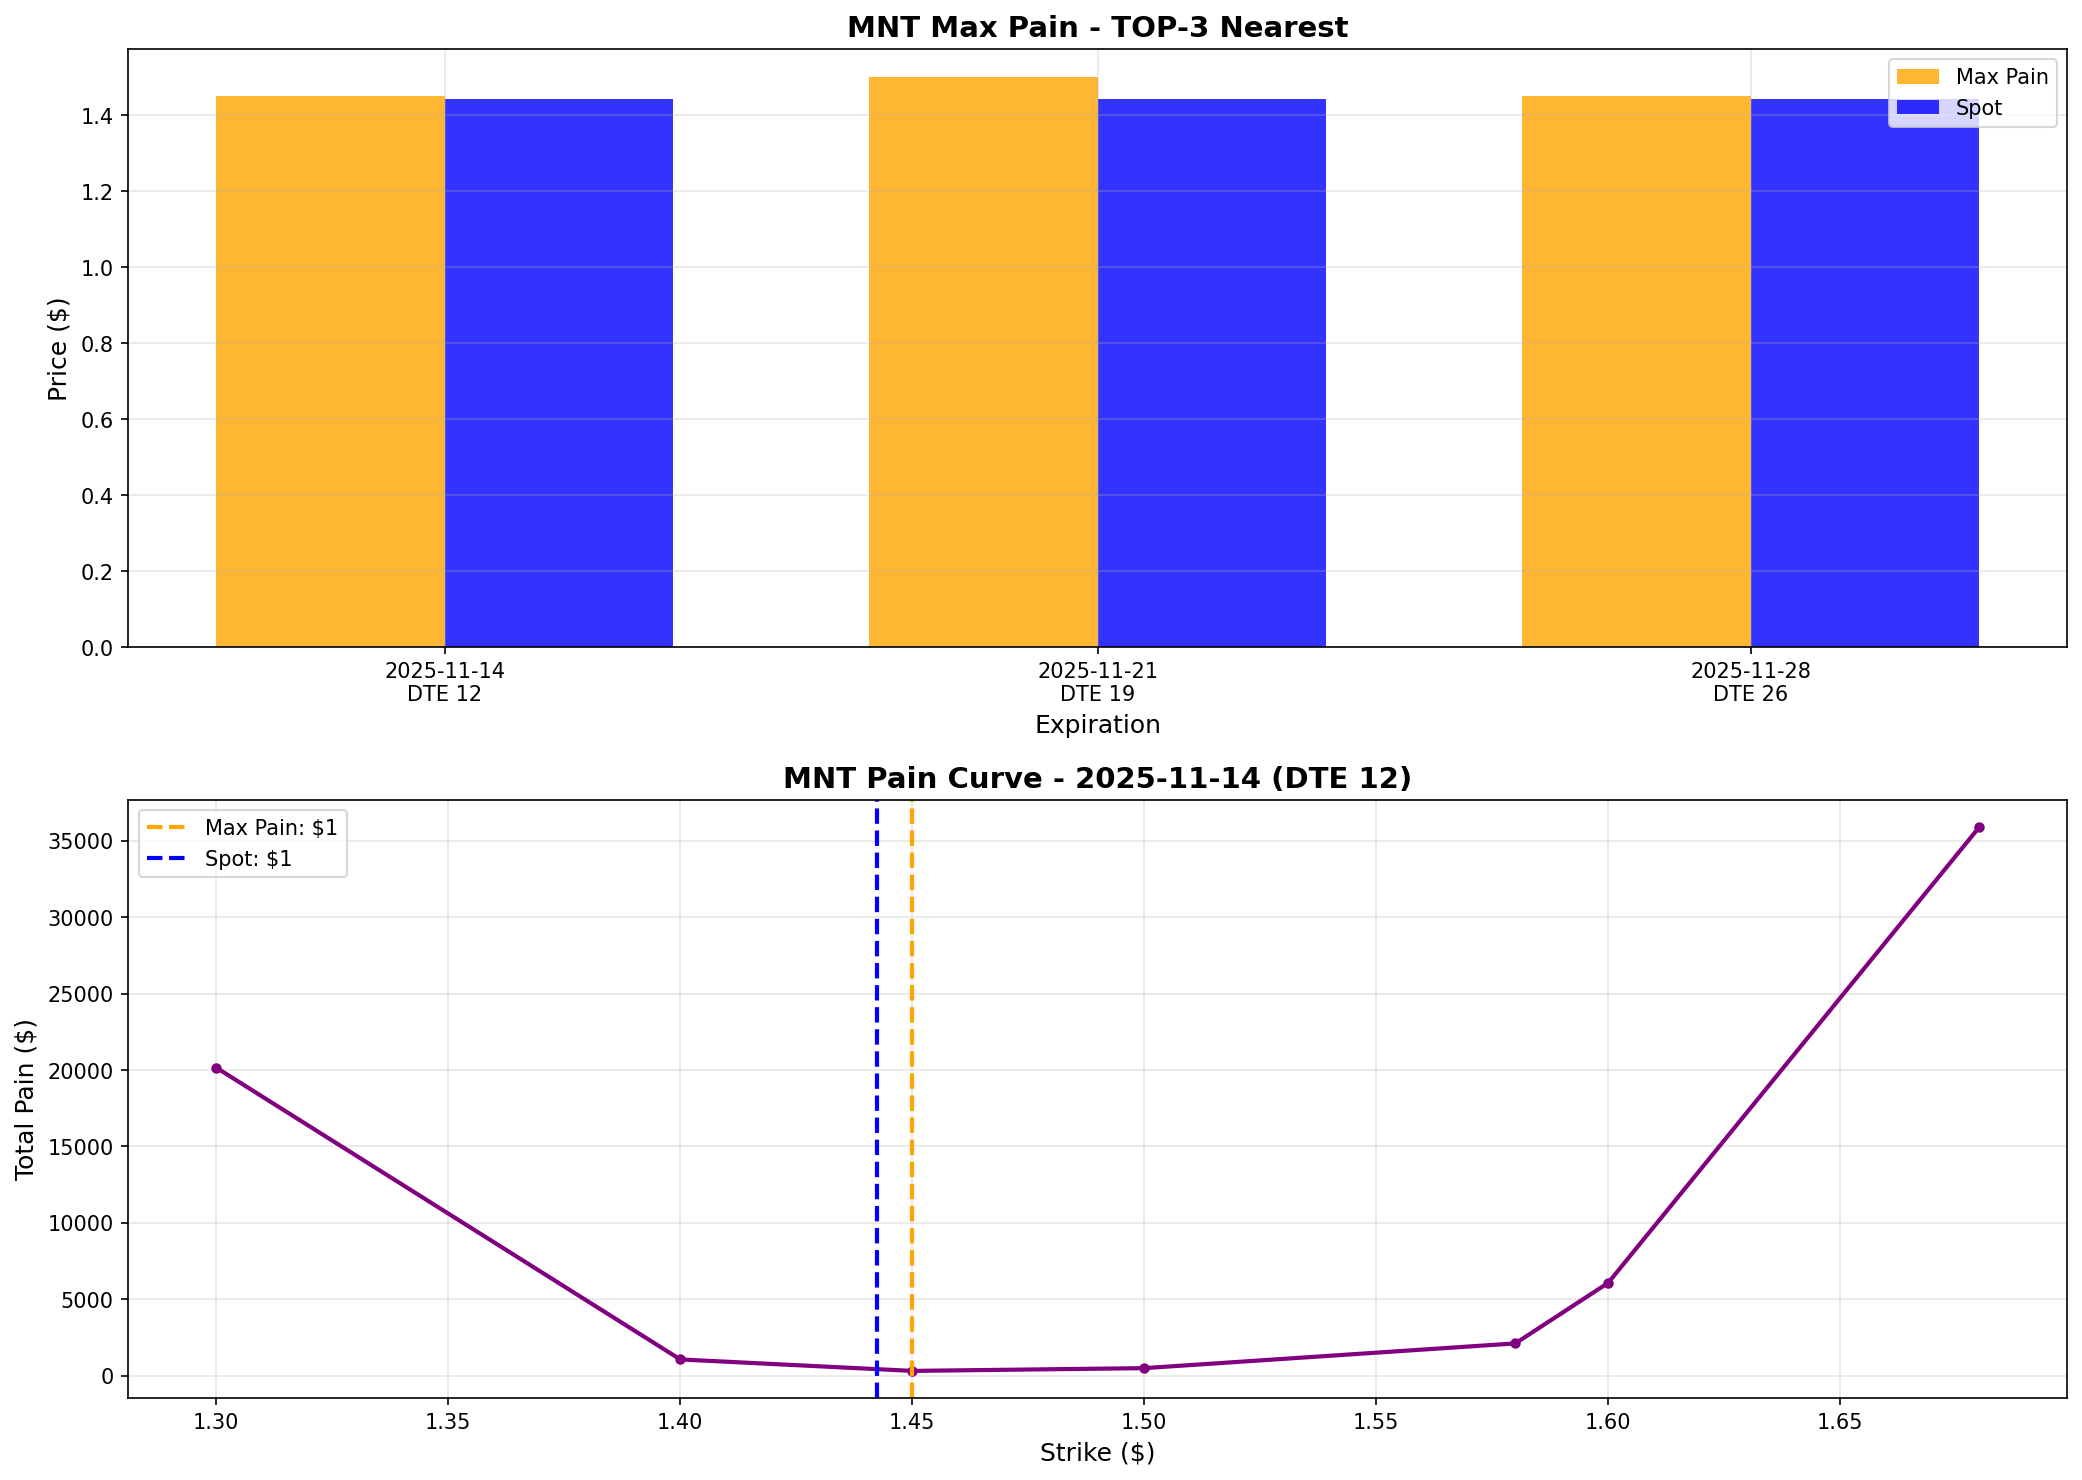 MNT Max Pain - TOP-3 Nearest
Max Pain
Spot
Price ($)
1.4
1.2
1.0
0.8
0.6
0.4
0.2
0.0
2025-11-14
DTE 12
2025-11-21
DTE 19
2025-11-28
DTE 26
Expiration
MNT Pain Curve - 2025-11-14 (DTE 12)
Max Pain: $1
Spot: $1
Total Pain ($)
35000
30000
25000
20000
15000
10000
5000
0
1.30
1.35
1.40
1.45
1.50
1.55
1.60
1.65
Strike ($)